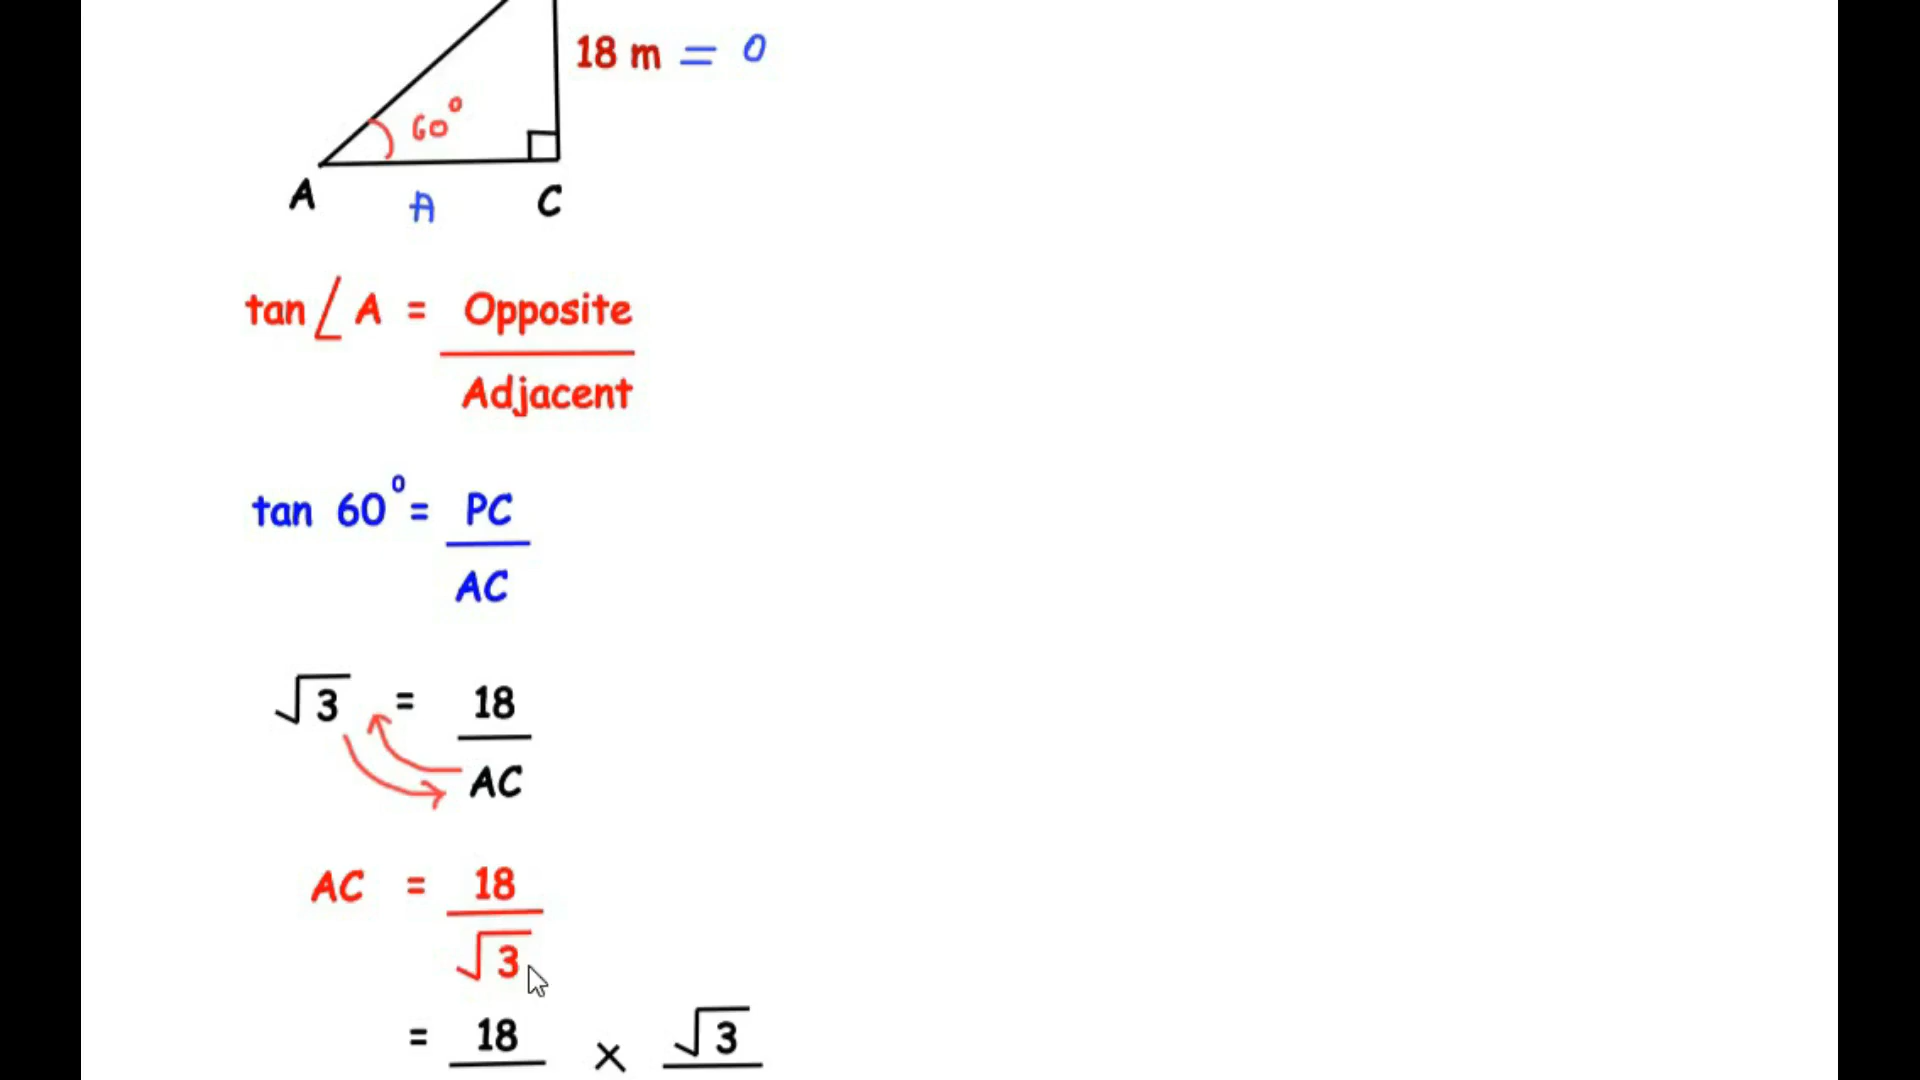 18 m = O
60°
A A C
tan ∠ A = Opposite
Adjacent
tan 60° = PC
AC
√3 = 18
AC
AC = 18
√3
= 18 × √3